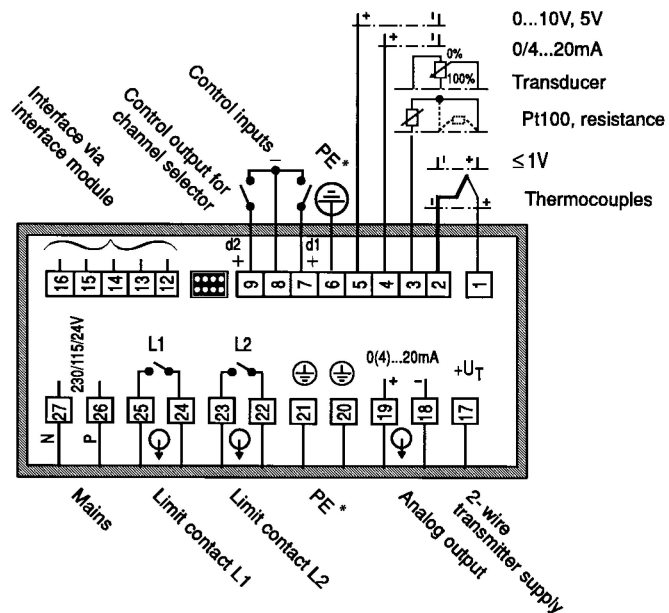 0...10V, 5V
+ -
0/4...20mA
+ -
0%
100%
Transducer
Pt100, resistance
≤ 1V
- +
Thermocouples
- +
Interface via
interface module
Control output for
channel selector
Control inputs
-
PE *
d2
+
d1
+
16 15 14 13 12
9 8 7 6 5 4 3 2 1
230/115/24V
L1
L2
0(4)...20mA
+ -
+UT
27 26 25 24 23 22 21 20 19 18 17
N
P
Mains
Limit contact L1
Limit contact L2
PE *
Analog output
2- wire
transmitter supply